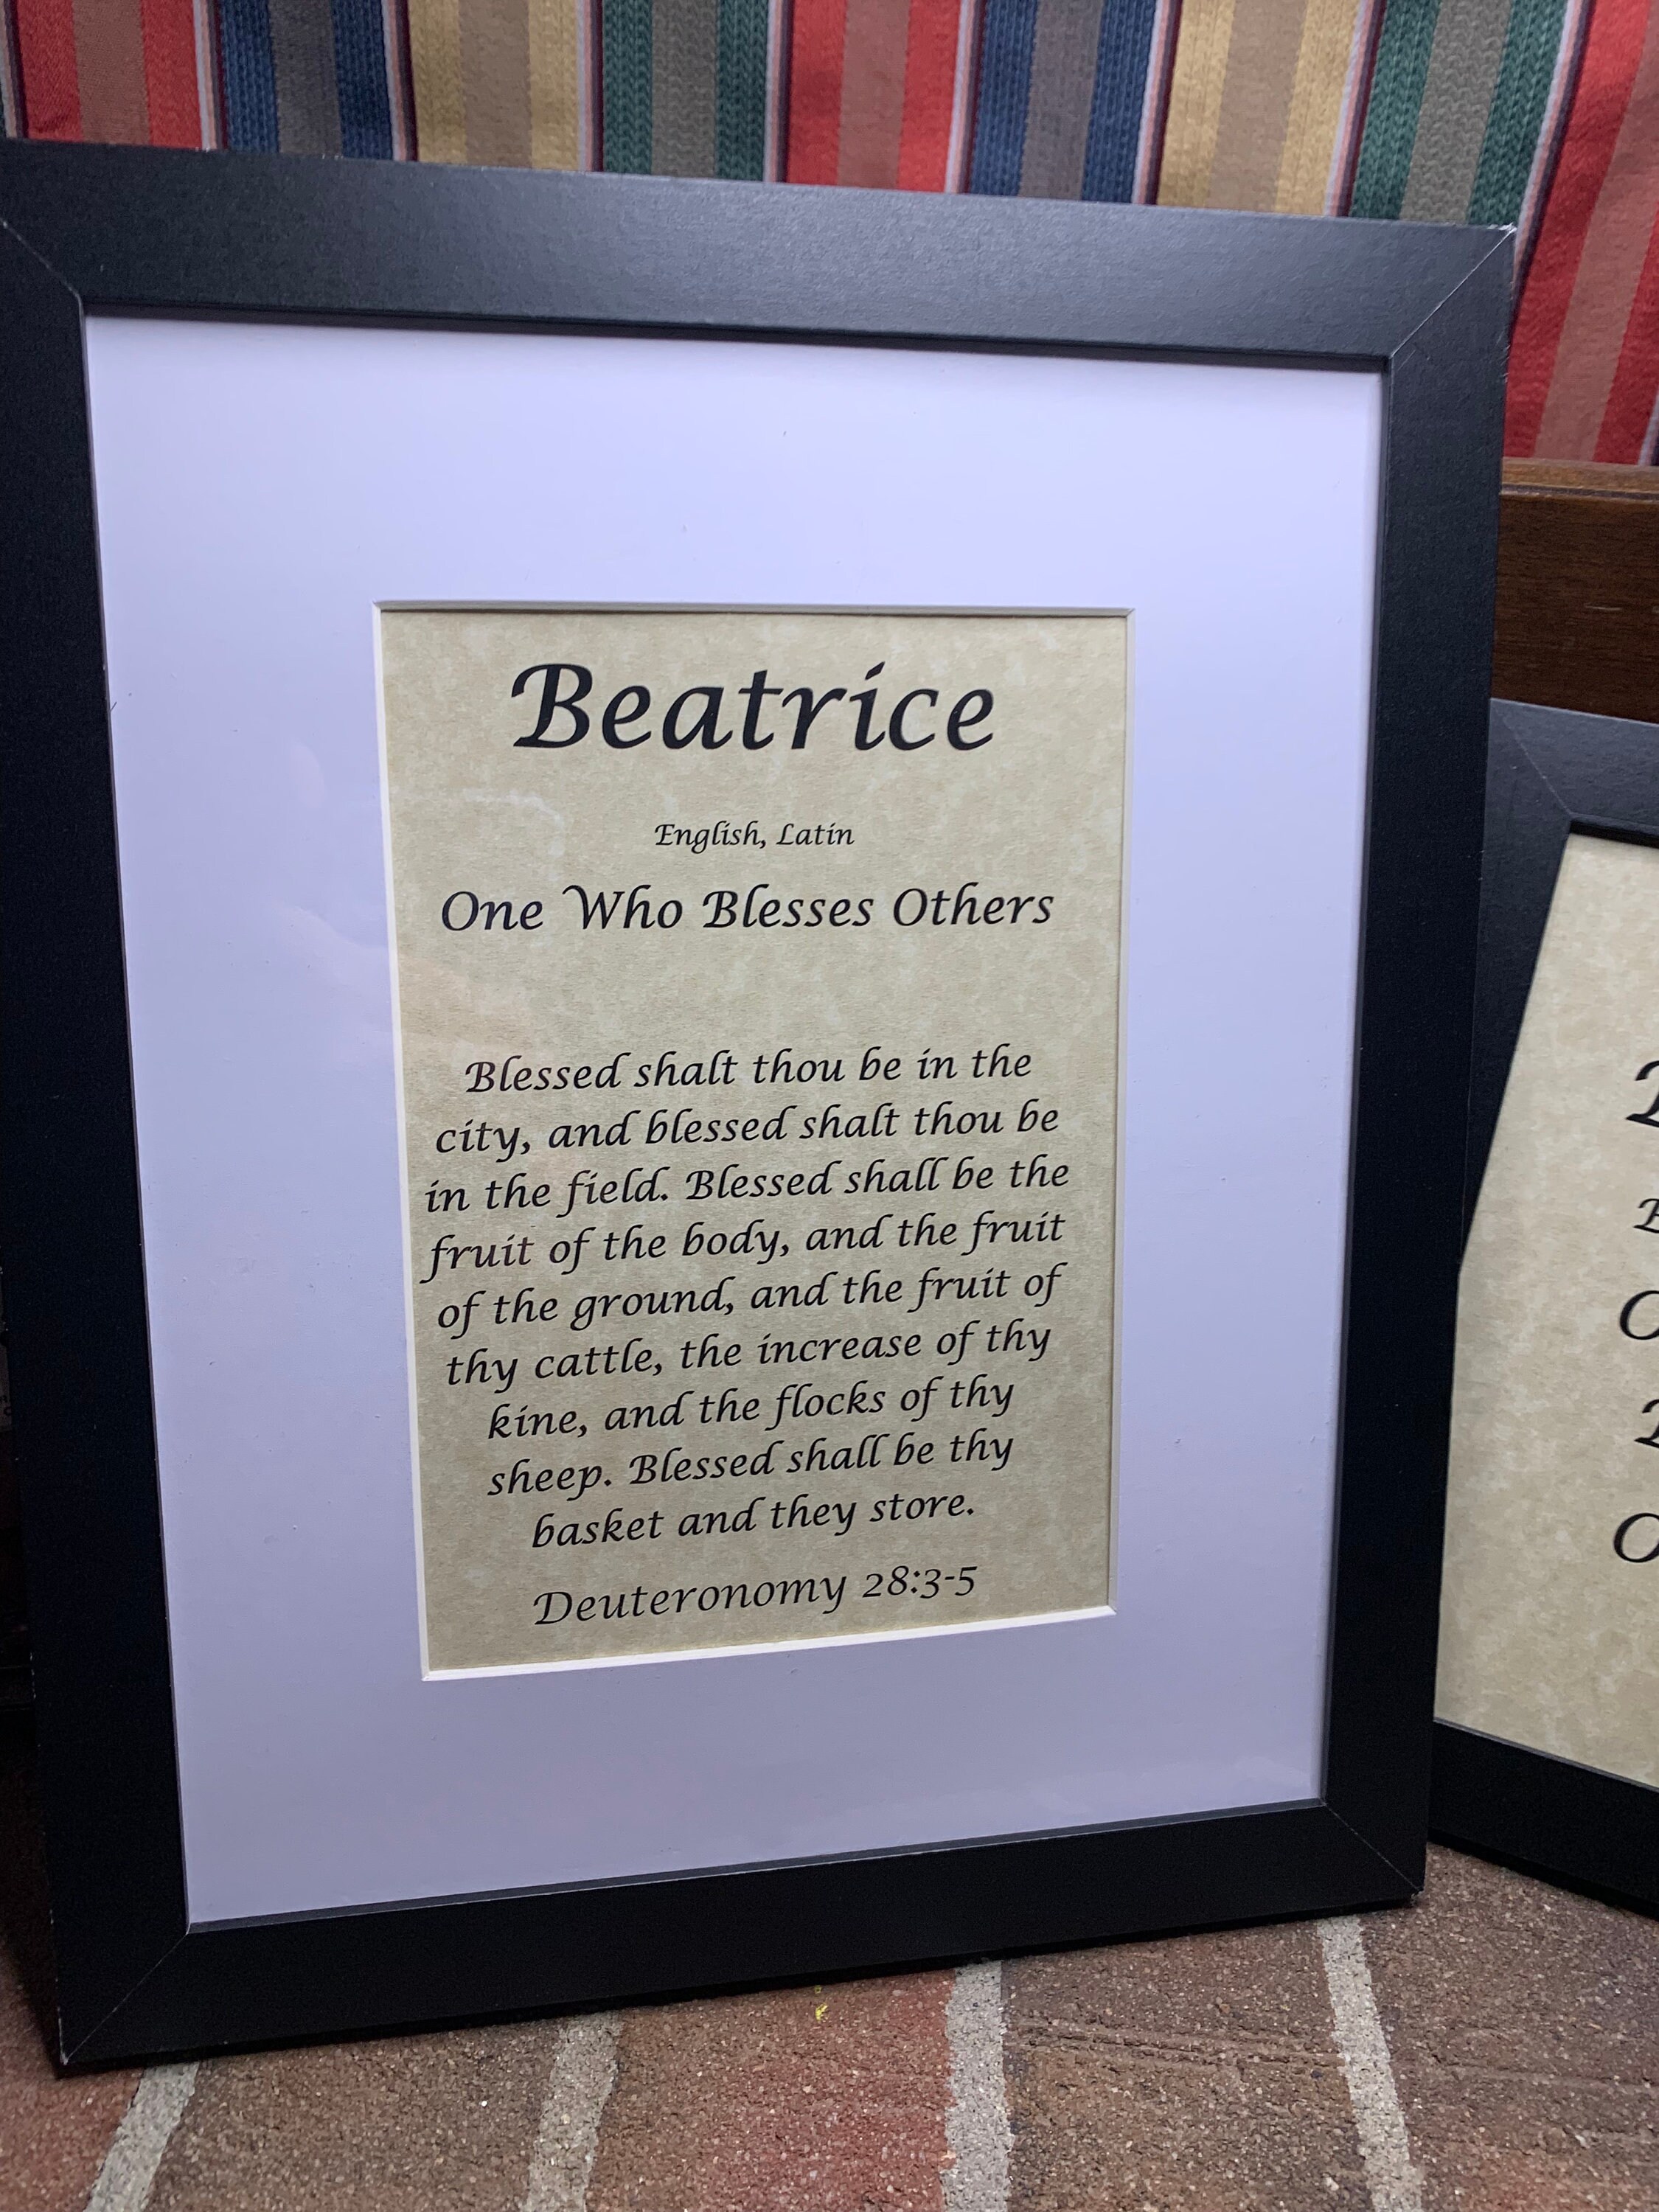 Beatrice
English, Latin
One Who Blesses Others
Blessed shalt thou be in the
city, and blessed shalt thou be
in the field. Blessed shall be the
fruit of the body, and the fruit
of the ground, and the fruit of
thy cattle, the increase of thy
kine, and the flocks of thy
sheep. Blessed shall be thy
basket and they store.
Deuteronomy 28:3-5